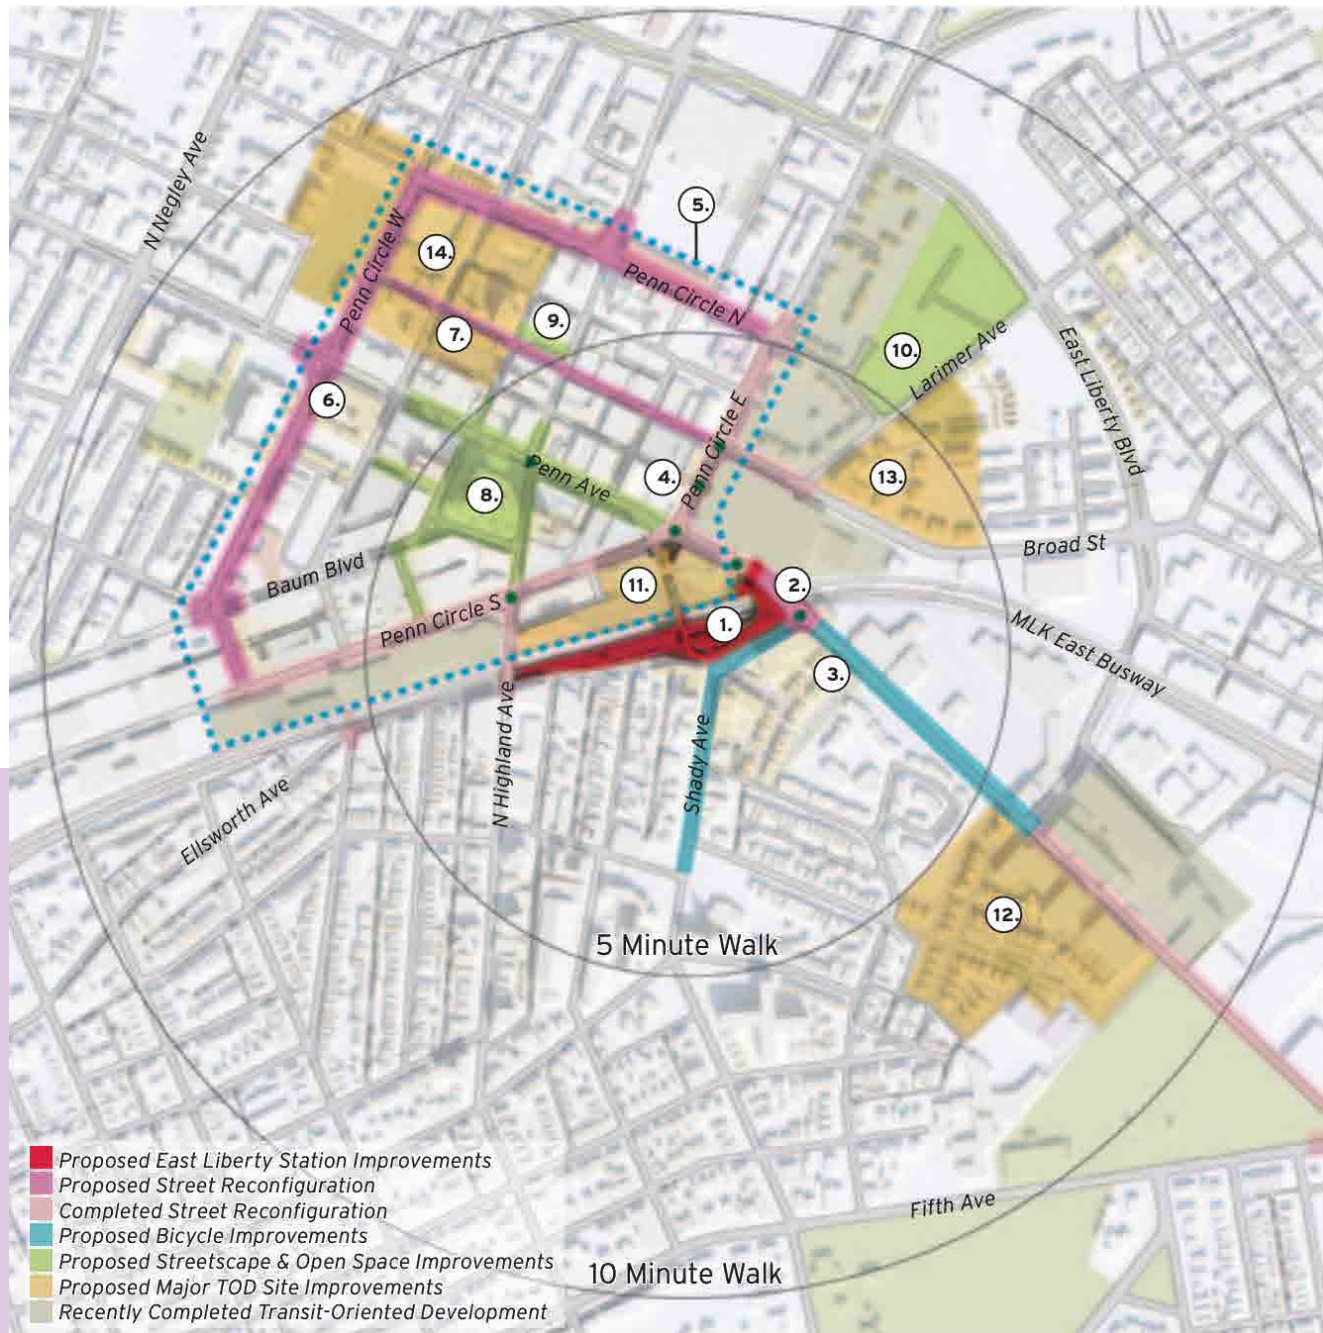 N Negley Ave
5.
Penn Circle W
14.
Penn Circle N
9.
7.
10.
Larimer Ave
East Liberty Blvd
6.
Penn Circle E
4.
Penn Ave
13.
8.
Broad St
Baum Blvd
11.
2.
Penn Circle S
1.
MLK East Busway
3.
N Highland Ave
Shady Ave
Ellsworth Ave
12.
5 Minute Walk
Fifth Ave
10 Minute Walk
Proposed East Liberty Station Improvements
Proposed Street Reconfiguration
Completed Street Reconfiguration
Proposed Bicycle Improvements
Proposed Streetscape & Open Space Improvements
Proposed Major TOD Site Improvements
Recently Completed Transit-Oriented Development